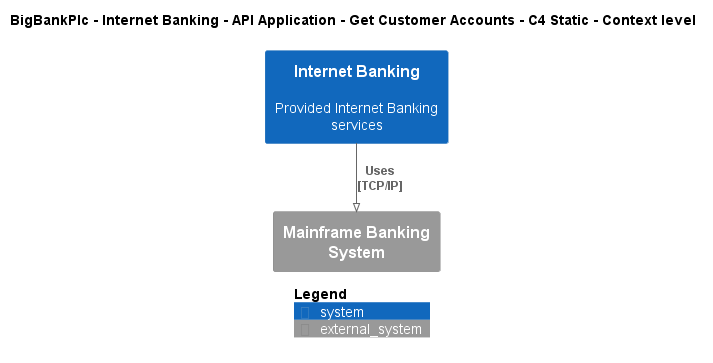 BigBankPlc - Internet Banking - API Application - Get Customer Accounts - C4 Static - Context level
Internet Banking
Provided Internet Banking
services
Uses
[TCP/IP]
Mainframe Banking
System
Legend
system
external_system